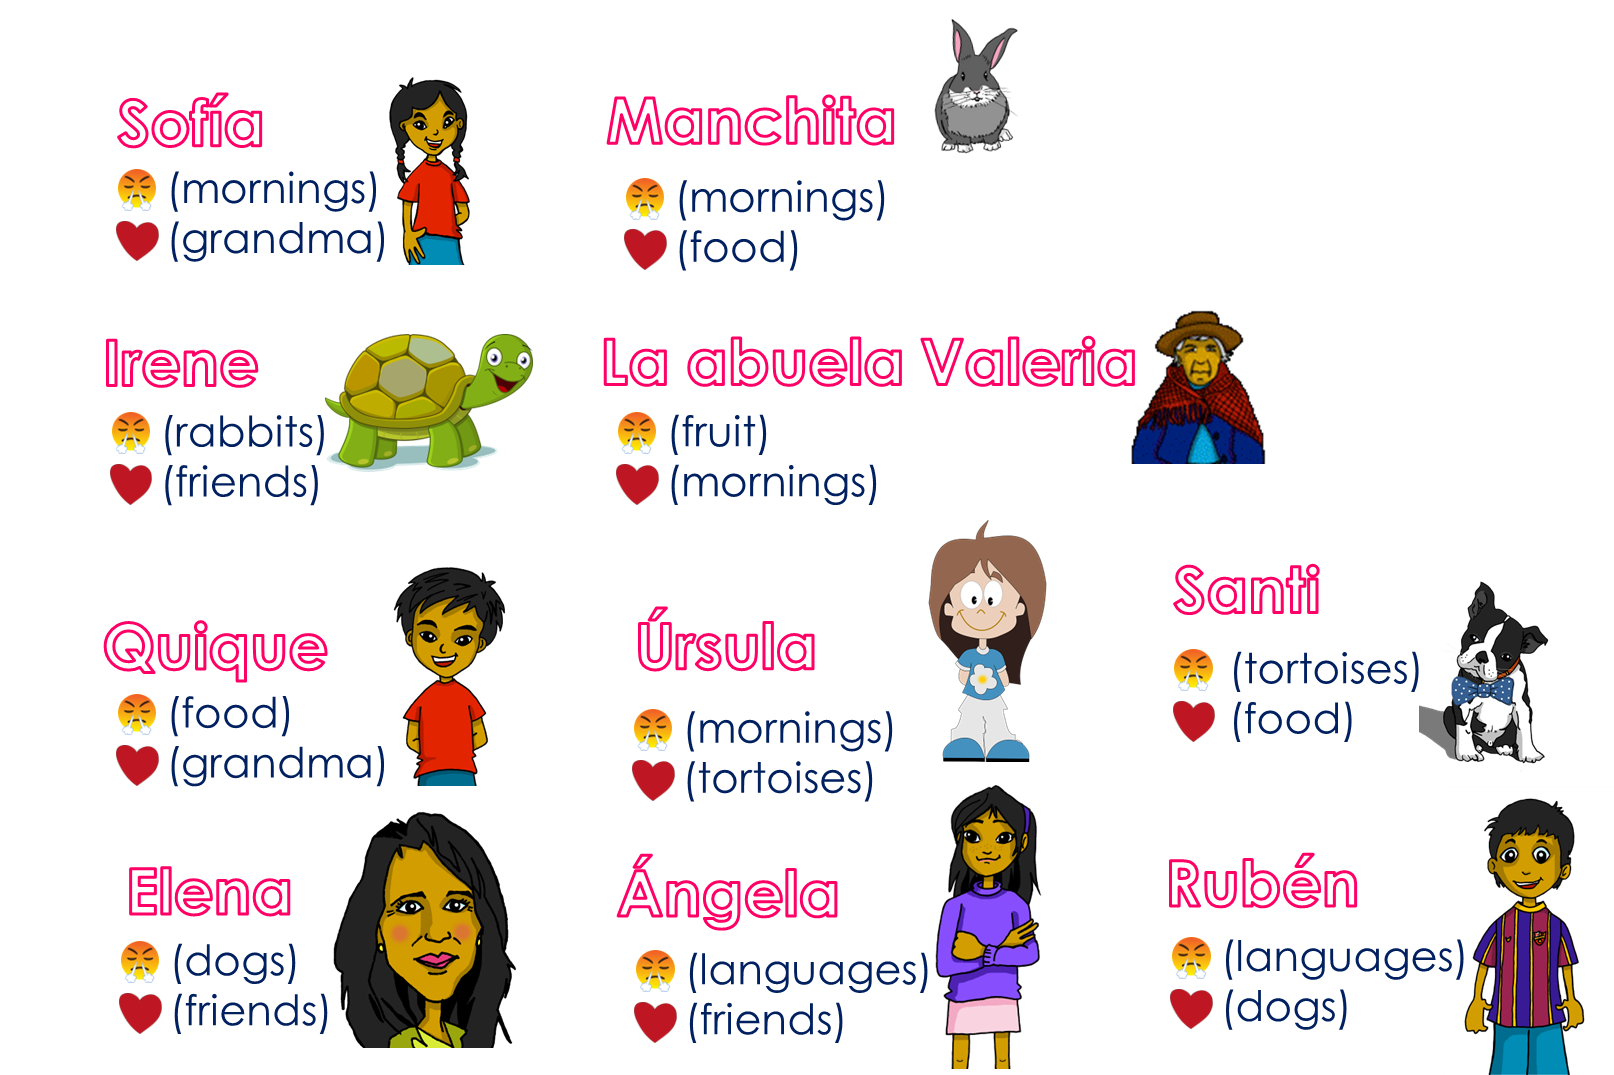 Sofía
(mornings)
(grandma)
Manchita
(mornings)
(food)
Irene
(rabbits)
(friends)
La abuela Valeria
(fruit)
(mornings)
Quique
(food)
(grandma)
Úrsula
(mornings)
(tortoises)
Santi
(tortoises)
(food)
Elena
(dogs)
(friends)
Ángela
(languages)
(friends)
Rubén
(languages)
(dogs)